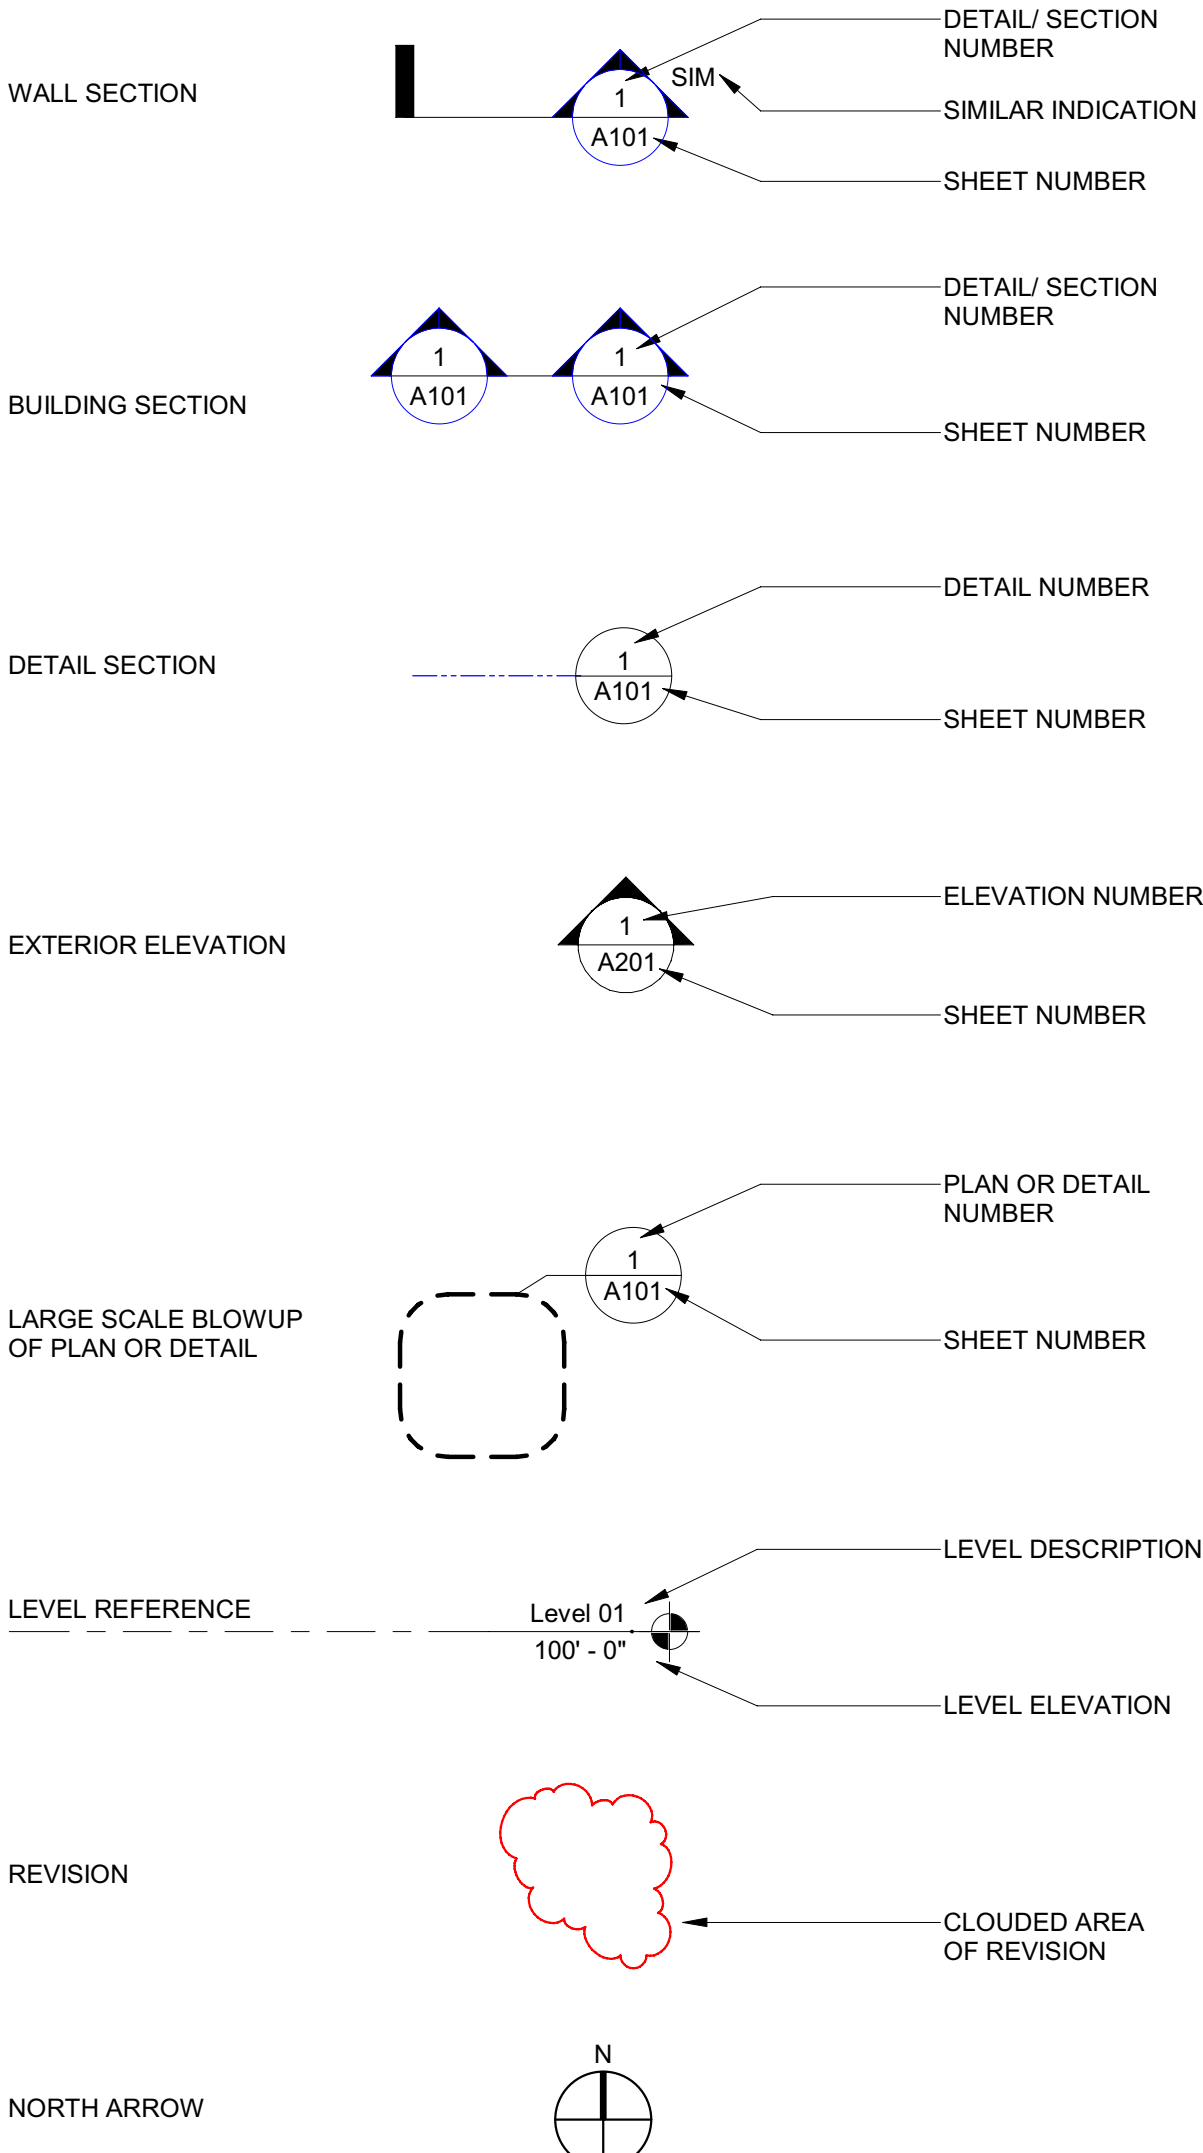 DETAIL/ SECTION
NUMBER
WALL SECTION
SIM
1
A101
SIMILAR INDICATION
SHEET NUMBER
DETAIL/ SECTION
NUMBER
BUILDING SECTION
1
A101
1
A101
SHEET NUMBER
DETAIL NUMBER
DETAIL SECTION
1
A101
SHEET NUMBER
ELEVATION NUMBER
EXTERIOR ELEVATION
1
A201
SHEET NUMBER
PLAN OR DETAIL
NUMBER
LARGE SCALE BLOWUP
OF PLAN OR DETAIL
1
A101
SHEET NUMBER
LEVEL DESCRIPTION
LEVEL REFERENCE
Level 01
100' - 0"
LEVEL ELEVATION
REVISION
CLOUDED AREA
OF REVISION
NORTH ARROW
N